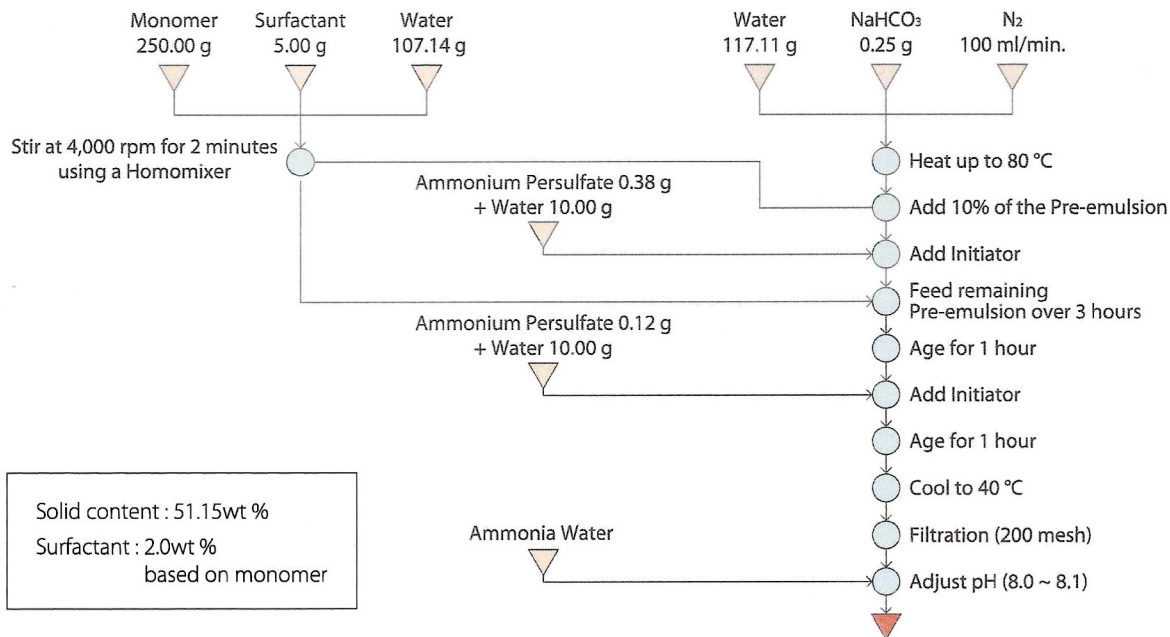 Monomer
250.00 g
Surfactant
5.00 g
Water
107.14 g
Water
117.11 g
NaHCO₃
0.25 g
N₂
100 ml/min.
Stir at 4,000 rpm for 2 minutes
using a Homomixer
Heat up to 80 °C
Ammonium Persulfate 0.38 g
+ Water 10.00 g
Add 10% of the Pre-emulsion
Add Initiator
Feed remaining
Pre-emulsion over 3 hours
Ammonium Persulfate 0.12 g
+ Water 10.00 g
Age for 1 hour
Add Initiator
Age for 1 hour
Cool to 40 °C
Solid content : 51.15wt %
Surfactant : 2.0wt %
based on monomer
Ammonia Water
Filtration (200 mesh)
Adjust pH (8.0 ~ 8.1)